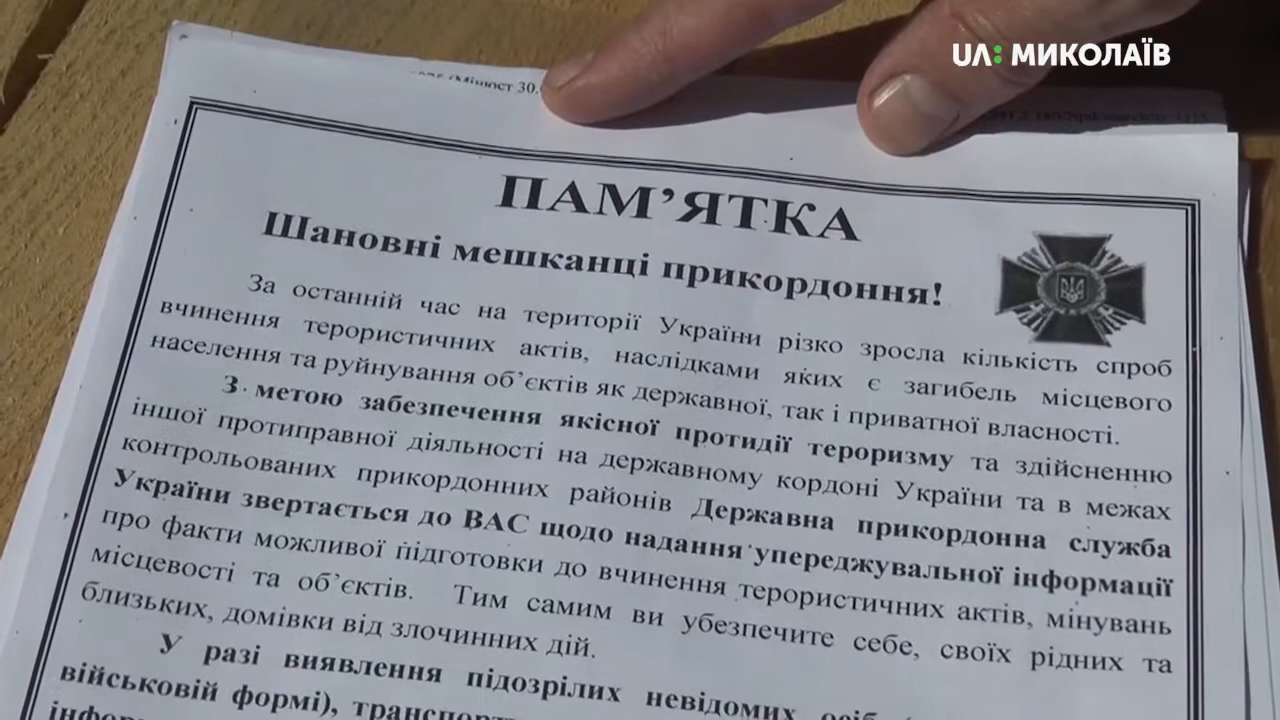 UA: МИКОЛАЇВ
(Мін'юст 30.
ПАМ’ЯТКА
Шановні мешканці прикордоння!
За останній час на території України різко зросла кількість спроб
вчинення терористичних актів, наслідками яких є загибель місцевого
населення та руйнування об’єктів як державної, так і приватної власності.
З метою забезпечення якісної протидії тероризму та здійсненню
іншої протиправної діяльності на державному кордоні України та в межах
контрольованих прикордонних районів Державна прикордонна служба
України звертається до ВАС щодо надання упереджувальної інформації
про факти можливої підготовки до вчинення терористичних актів, мінувань
місцевості та об’єктів. Тим самим ви убезпечите себе, своїх рідних та
близьких, домівки від злочинних дій.
У разі виявлення підозрілих невідомих осіб
військовій формі),